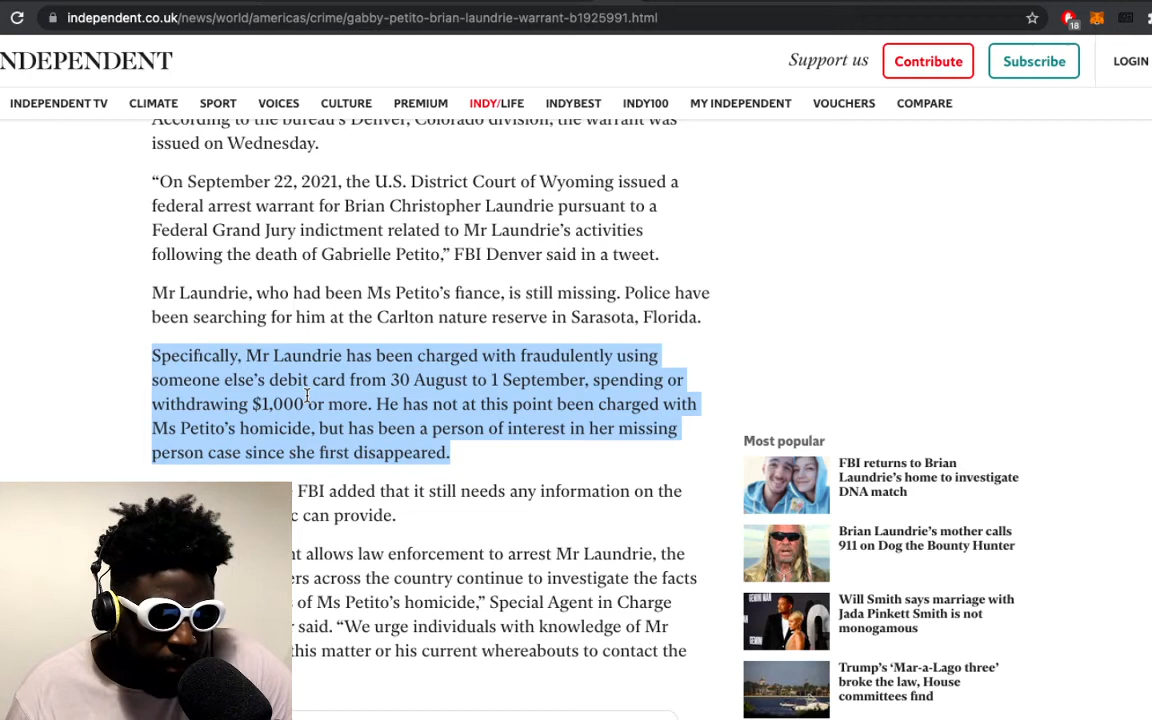 independent.co.uk/news/world/americas/crime/gabby-petito-brian-laundrie-warrant-b1925991.html
18
NDEPENDENT
Support us
Contribute
Subscribe
LOGIN
INDEPENDENT TV CLIMATE SPORT VOICES CULTURE PREMIUM INDY/LIFE INDYBEST INDY100 MY INDEPENDENT VOUCHERS COMPARE
According to the bureau's Denver, Colorado division, the warrant was
issued on Wednesday.
“On September 22, 2021, the U.S. District Court of Wyoming issued a
federal arrest warrant for Brian Christopher Laundrie pursuant to a
Federal Grand Jury indictment related to Mr Laundrie’s activities
following the death of Gabrielle Petito,” FBI Denver said in a tweet.
Mr Laundrie, who had been Ms Petito’s fiance, is still missing. Police have
been searching for him at the Carlton nature reserve in Sarasota, Florida.
Specifically, Mr Laundrie has been charged with fraudulently using
someone else’s debit card from 30 August to 1 September, spending or
withdrawing $1,000 or more. He has not at this point been charged with
Ms Petito’s homicide, but has been a person of interest in her missing
person case since she first disappeared.
FBI added that it still needs any information on the
c can provide.
nt allows law enforcement to arrest Mr Laundrie, the
ers across the country continue to investigate the facts
of Ms Petito’s homicide,” Special Agent in Charge
r said. “We urge individuals with knowledge of Mr
this matter or his current whereabouts to contact the
Most popular
FBI returns to Brian
Laundrie’s home to investigate
DNA match
Brian Laundrie’s mother calls
911 on Dog the Bounty Hunter
Will Smith says marriage with
Jada Pinkett Smith is not
monogamous
Trump’s ‘Mar-a-Lago three’
broke the law, House
committees find